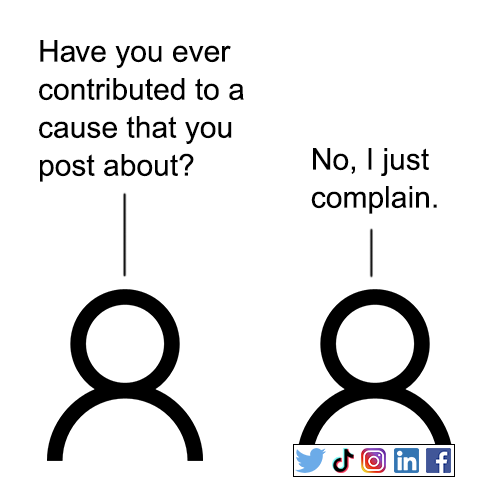 Have you ever
contributed to a
cause that you
post about?
No, I just
complain.